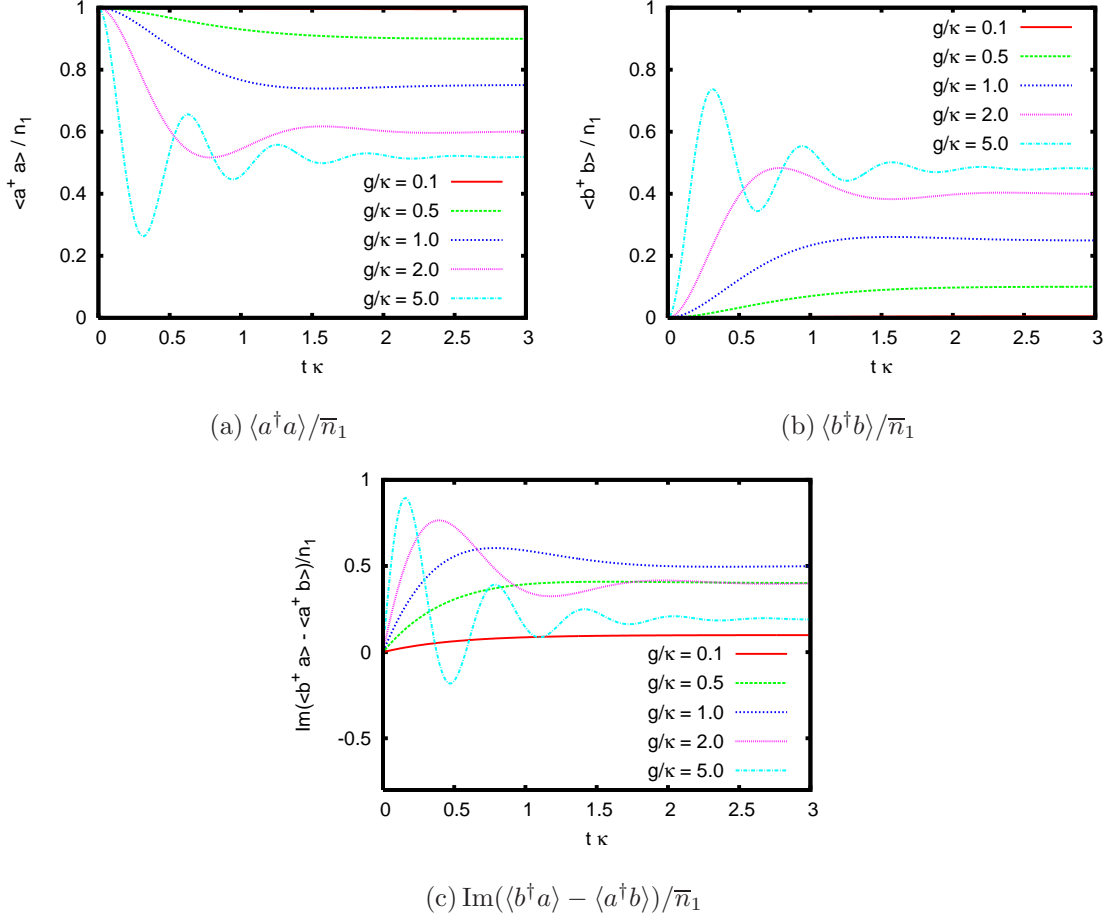 <a⁺ a> / n₁
1
0.8
0.6
0.4
0.2
0
0 0.5 1 1.5 2 2.5 3
t κ
g/κ = 0.1
g/κ = 0.5
g/κ = 1.0
g/κ = 2.0
g/κ = 5.0
(a) ⟨a†a⟩/n̅₁
<b⁺ b> / n₁
1
0.8
0.6
0.4
0.2
0
0 0.5 1 1.5 2 2.5 3
t κ
g/κ = 0.1
g/κ = 0.5
g/κ = 1.0
g/κ = 2.0
g/κ = 5.0
(b) ⟨b†b⟩/n̅₁
Im(<b⁺ a> - <a⁺ b>)/n₁
1
0.5
0
-0.5
0 0.5 1 1.5 2 2.5 3
t κ
g/κ = 0.1
g/κ = 0.5
g/κ = 1.0
g/κ = 2.0
g/κ = 5.0
(c) Im(⟨b†a⟩ − ⟨a†b⟩)/n̅₁